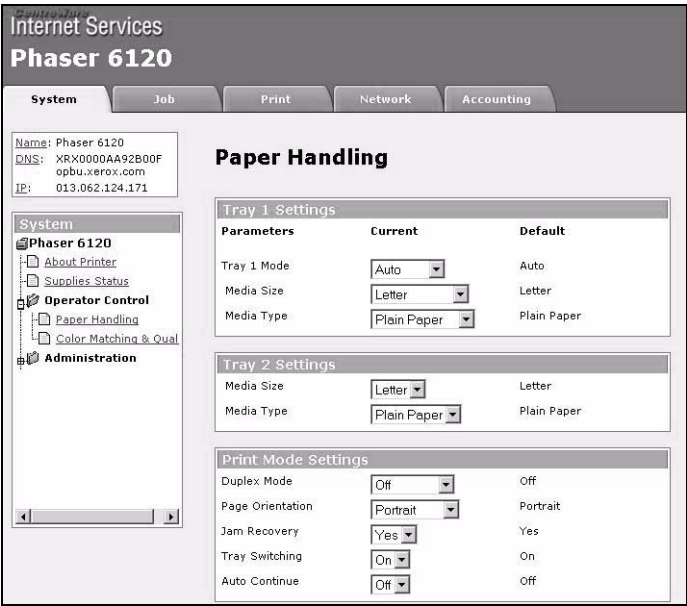 CentreWare
Internet Services
Phaser 6120
System Job Print Network Accounting
Name: Phaser 6120
DNS: XRX0000AA92B00F
opbu.xerox.com
IP: 013.062.124.171
System
Phaser 6120
About Printer
Supplies Status
Operator Control
Paper Handling
Color Matching & Qual
Administration
Paper Handling
Tray 1 Settings
Parameters Current Default
Tray 1 Mode Auto Auto
Media Size Letter Letter
Media Type Plain Paper Plain Paper
Tray 2 Settings
Media Size Letter Letter
Media Type Plain Paper Plain Paper
Print Mode Settings
Duplex Mode Off Off
Page Orientation Portrait Portrait
Jam Recovery Yes Yes
Tray Switching On On
Auto Continue Off Off